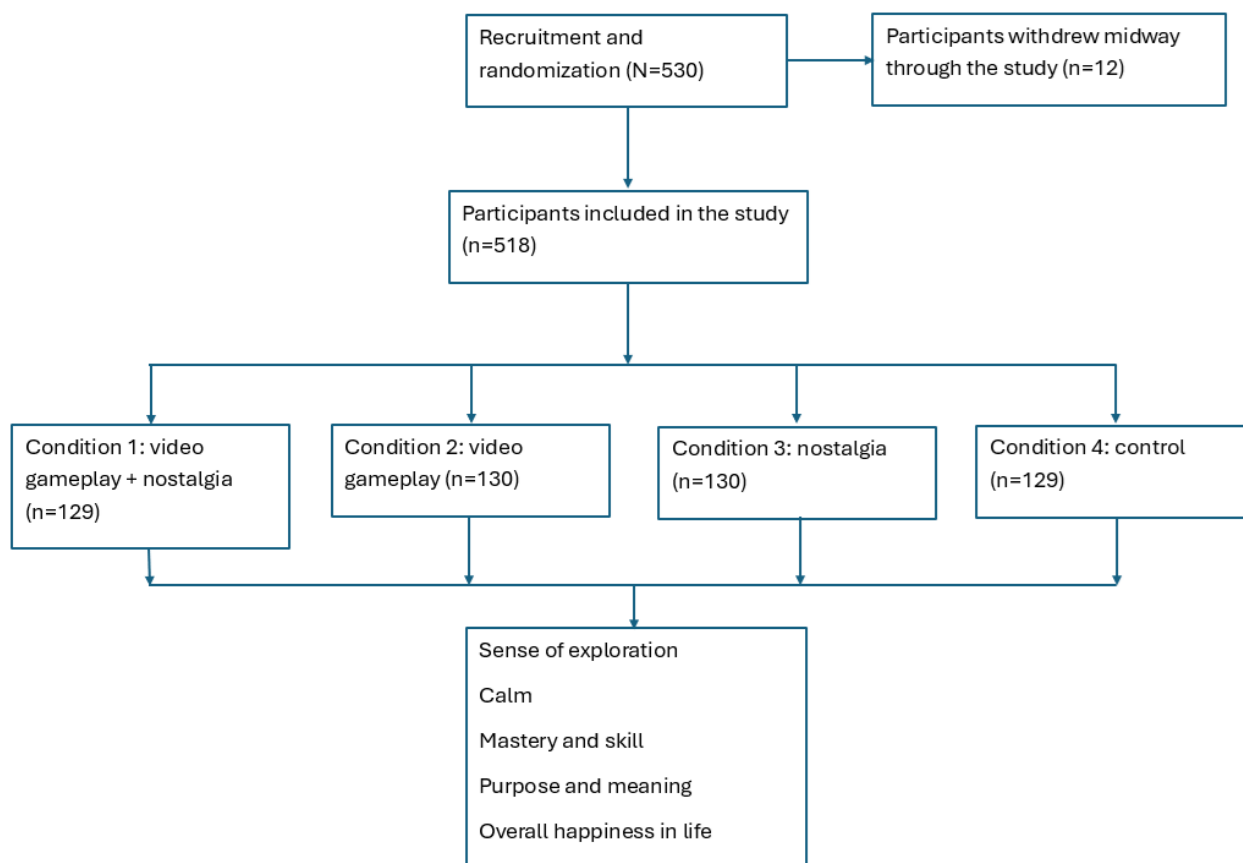 Recruitment and
randomization (N=530)
Participants withdrew midway
through the study (n=12)
Participants included in the study
(n=518)
Condition 1: video
gameplay + nostalgia
(n=129)
Condition 2: video
gameplay (n=130)
Condition 3: nostalgia
(n=130)
Condition 4: control
(n=129)
Sense of exploration
Calm
Mastery and skill
Purpose and meaning
Overall happiness in life